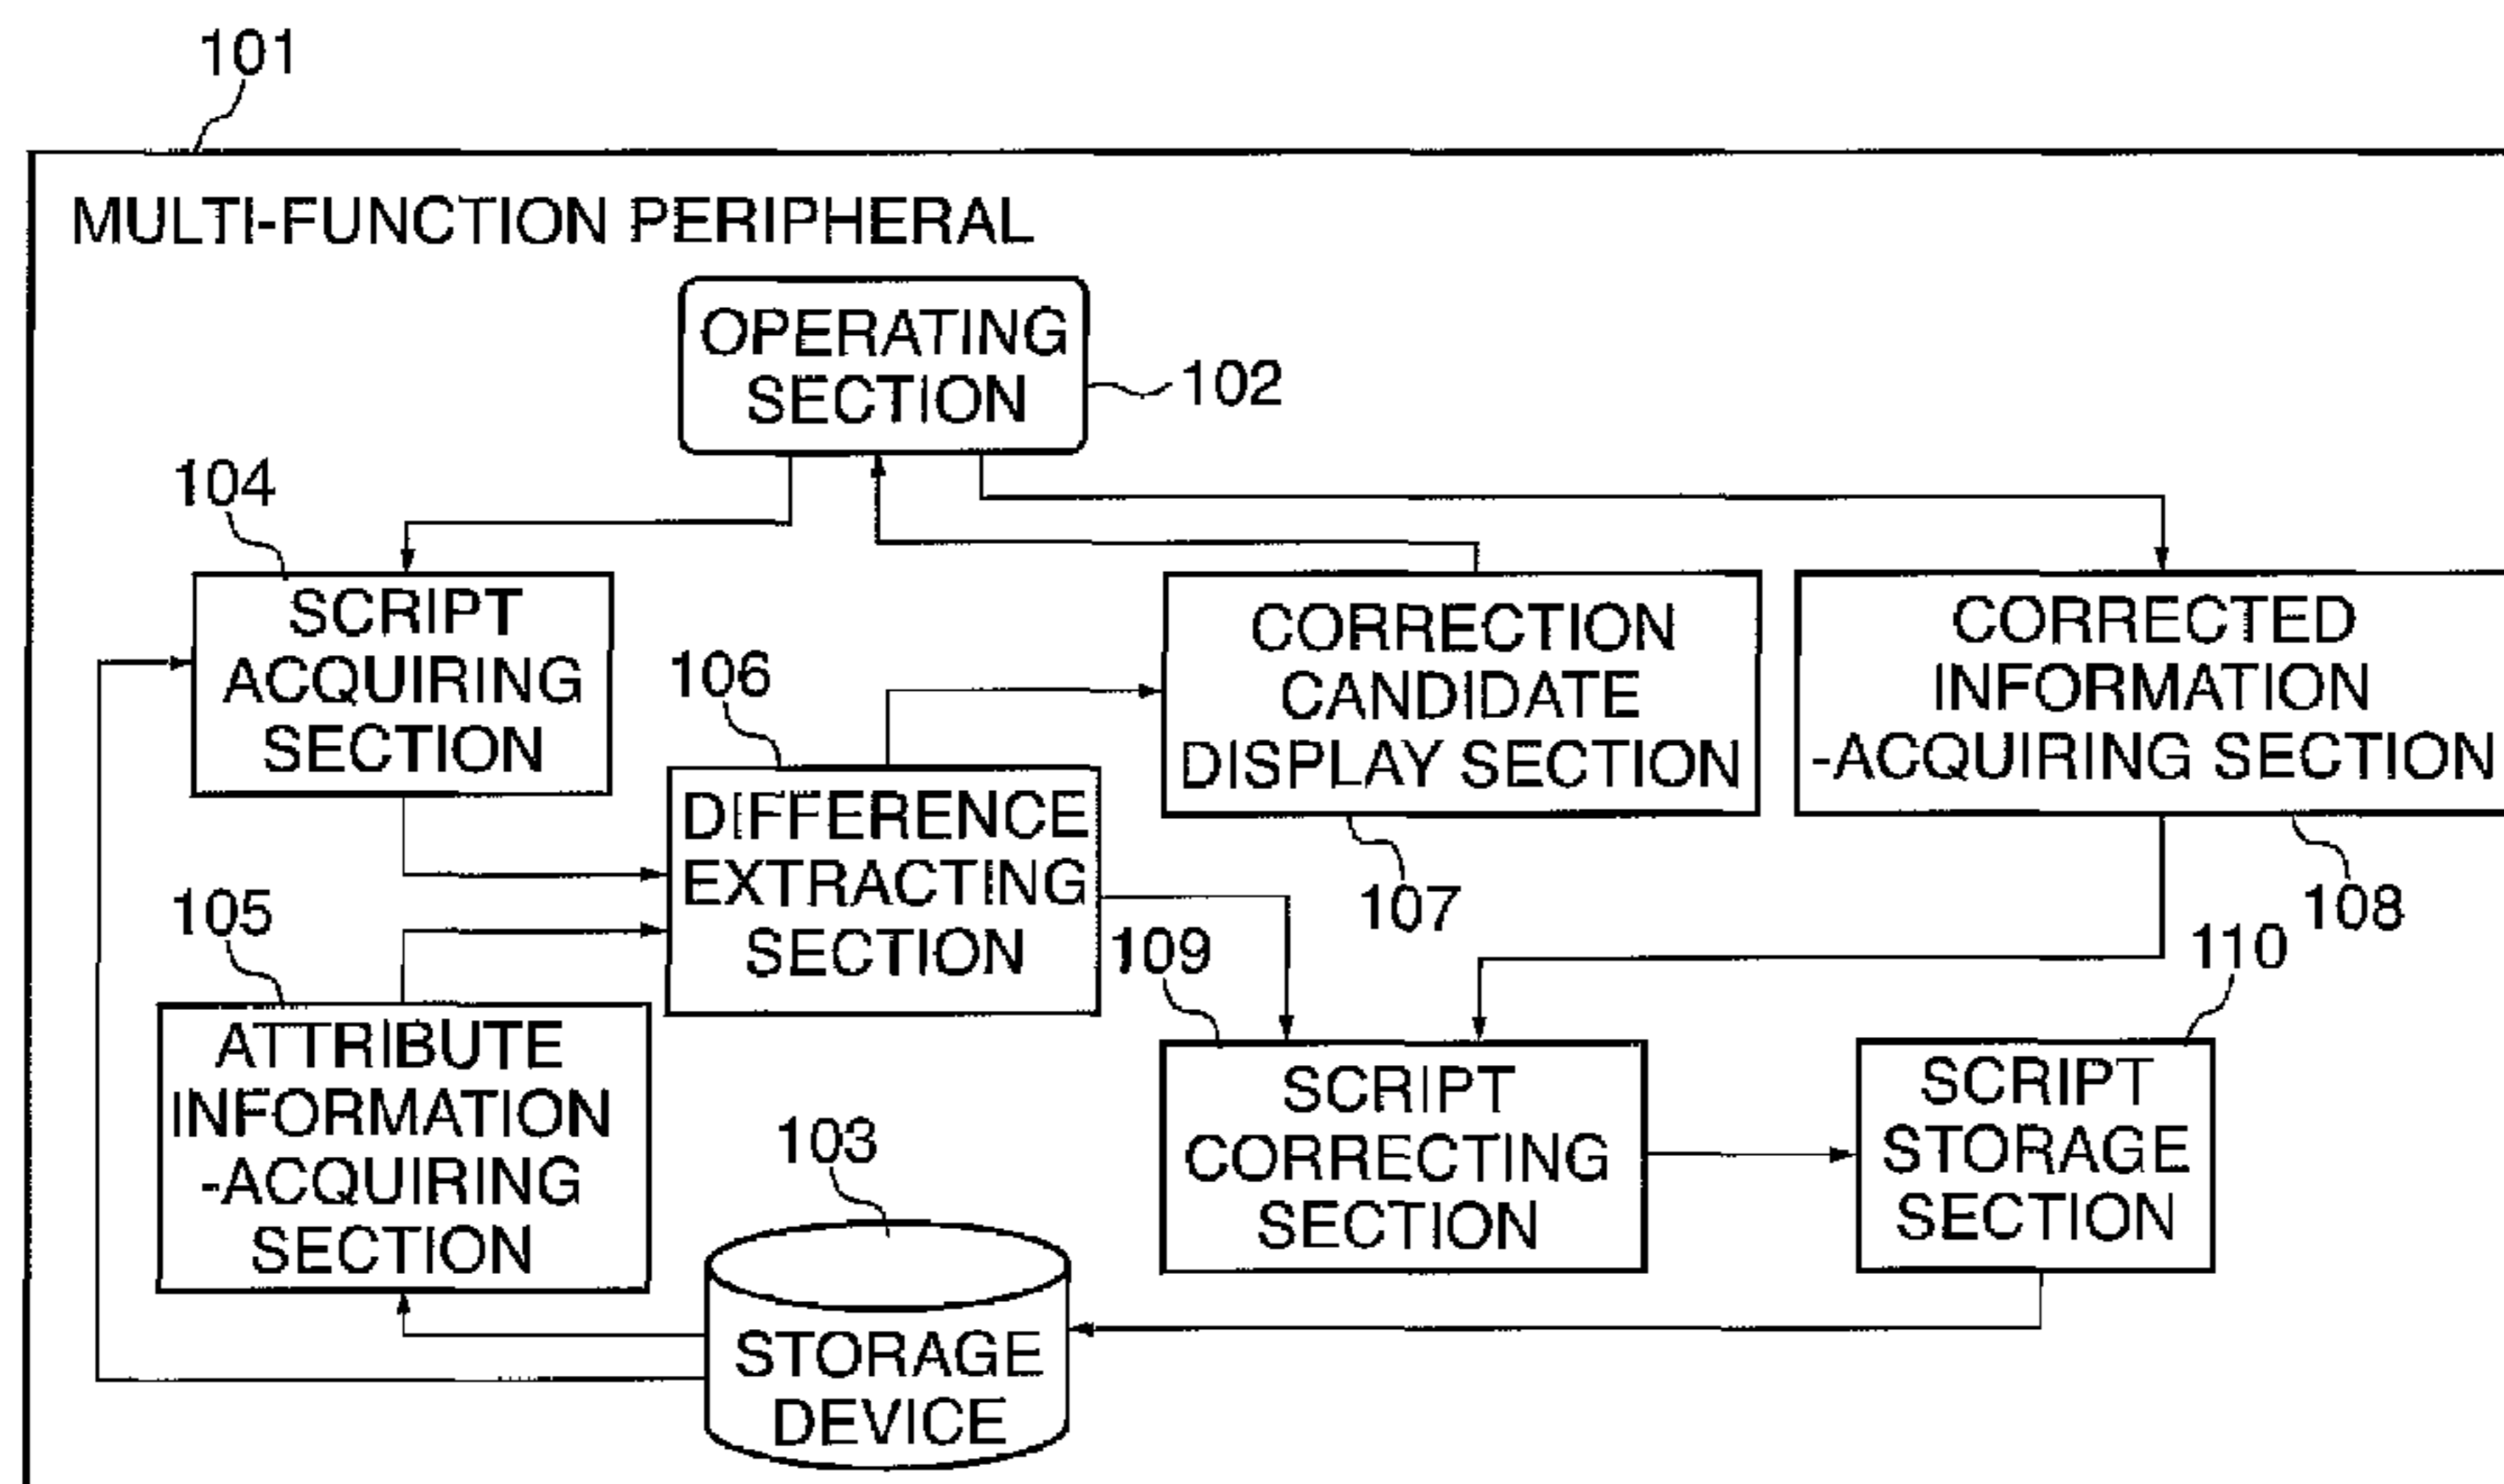 101
MULTI-FUNCTION PERIPHERAL
OPERATING
SECTION
102
104
SCRIPT
ACQUIRING
SECTION
106
DIFFERENCE
EXTRACTING
SECTION
CORRECTION
CANDIDATE
DISPLAY SECTION
107
CORRECTED
INFORMATION
-ACQUIRING SECTION
108
105
ATTRIBUTE
INFORMATION
-ACQUIRING
SECTION
109
SCRIPT
CORRECTING
SECTION
110
SCRIPT
STORAGE
SECTION
103
STORAGE
DEVICE